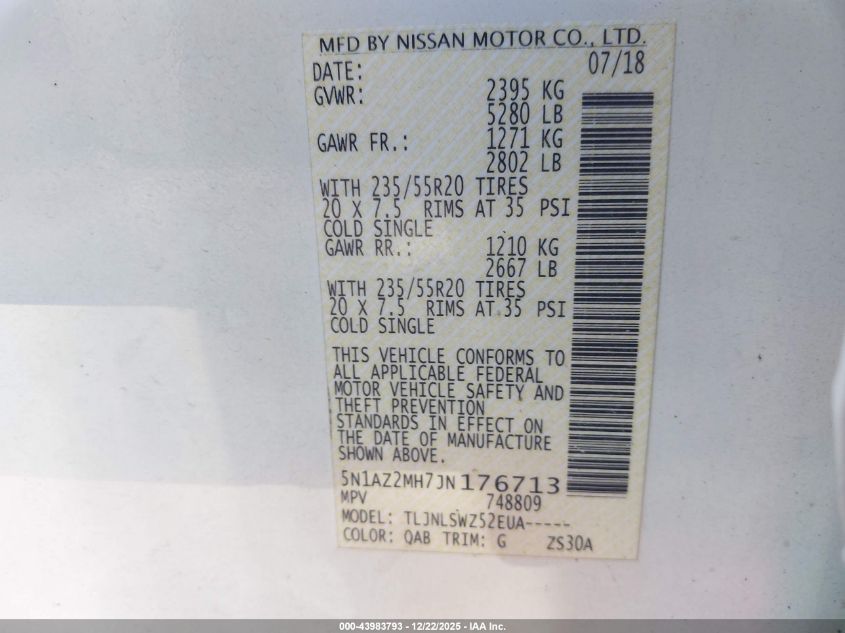 MFD BY NISSAN MOTOR CO., LTD.
DATE: 07/18
GVWR: 2395 KG
5280 LB
GAWR FR.: 1271 KG
2802 LB
WITH 235/55R20 TIRES
20 X 7.5 RIMS AT 35 PSI
COLD SINGLE
GAWR RR.: 1210 KG
2667 LB
WITH 235/55R20 TIRES
20 X 7.5 RIMS AT 35 PSI
COLD SINGLE
THIS VEHICLE CONFORMS TO
ALL APPLICABLE FEDERAL
MOTOR VEHICLE SAFETY AND
THEFT PREVENTION
STANDARDS IN EFFECT ON
THE DATE OF MANUFACTURE
SHOWN ABOVE.
5N1AZ2MH7JN176713
MPV 748809
MODEL: TLJNLSWZ52EUA-----
COLOR: QAB TRIM: G ZS30A
000-43983793 - 12/22/2025 - IAA Inc.